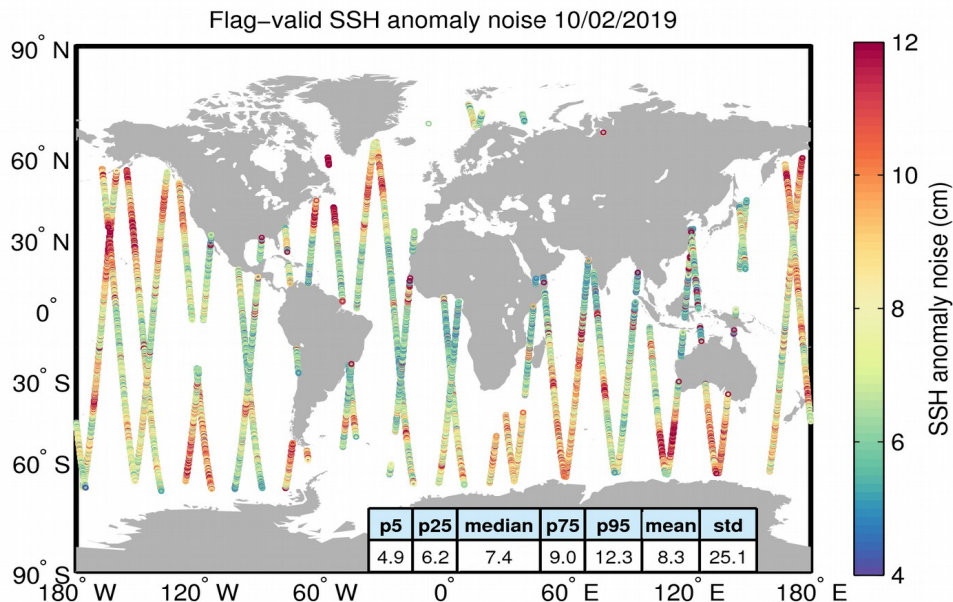 Flag−valid SSH anomaly noise 10/02/2019
90° N
60° N
30° N
0°
30° S
60° S
90° S
180° W
120° W
60° W
0°
60° E
120° E
180° E
p5 p25 median p75 p95 mean std
4.9 6.2 7.4 9.0 12.3 8.3 25.1
12
10
8
6
4
SSH anomaly noise (cm)